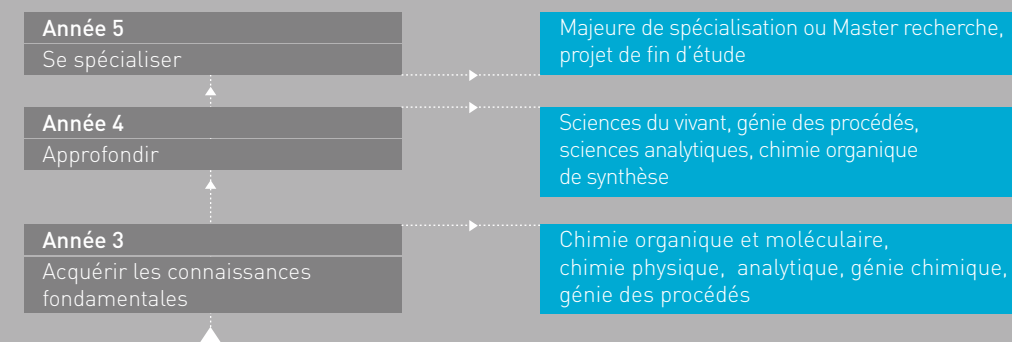 Année 5
Se spécialiser
Majeure de spécialisation ou Master recherche,
projet de fin d'étude
Année 4
Approfondir
Sciences du vivant, génie des procédés,
sciences analytiques, chimie organique
de synthèse
Année 3
Acquérir les connaissances
fondamentales
Chimie organique et moléculaire,
chimie physique, analytique, génie chimique,
génie des procédés